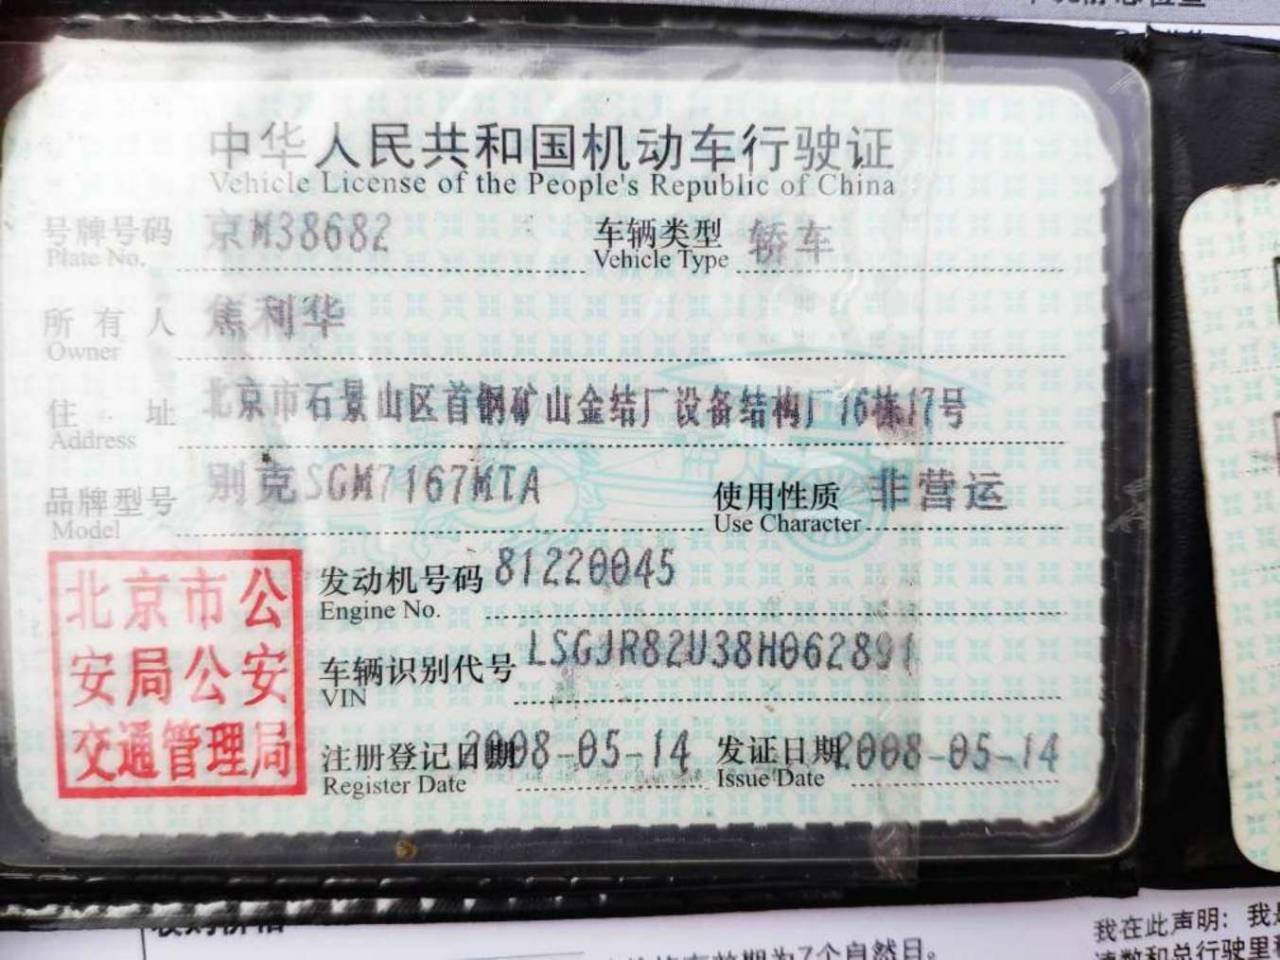 中华人民共和国机动车行驶证
Vehicle License of the People's Republic of China
号牌号码 京M38682 车辆类型 轿车
Plate No. Vehicle Type
所有人 焦利华
Owner
住址 北京市石景山区首钢矿山金结厂设备结构厂16栋17号
Address
品牌型号 别克SGM7167MTA 使用性质 非营运
Model Use Character
北京市公
安局公安
交通管理局
发动机号码 81220045
Engine No.
车辆识别代号 LSGJR82U38H062891
VIN
注册登记日期 2008-05-14 发证日期 2008-05-14
Register Date Issue Date
我在此声明：我是
为7个自然日。